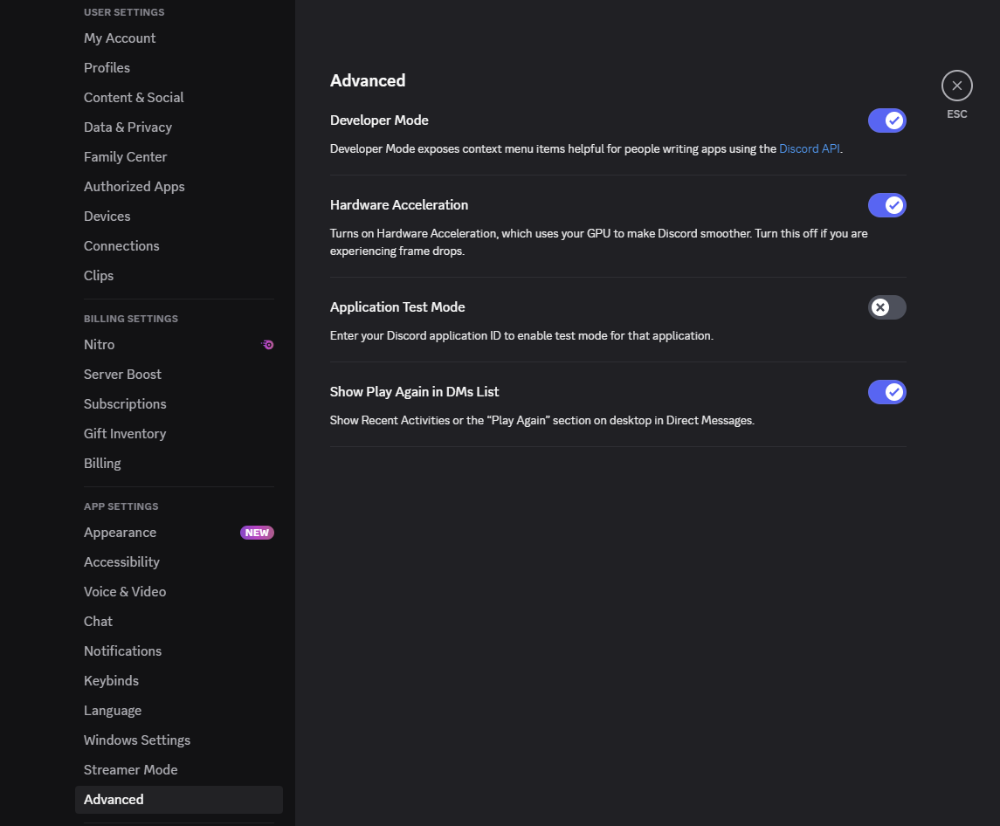 USER SETTINGS
My Account
Profiles
Content & Social
Data & Privacy
Family Center
Authorized Apps
Devices
Connections
Clips
BILLING SETTINGS
Nitro
Server Boost
Subscriptions
Gift Inventory
Billing
APP SETTINGS
Appearance NEW
Accessibility
Voice & Video
Chat
Notifications
Keybinds
Language
Windows Settings
Streamer Mode
Advanced
Advanced
Developer Mode
Developer Mode exposes context menu items helpful for people writing apps using the Discord API.
Hardware Acceleration
Turns on Hardware Acceleration, which uses your GPU to make Discord smoother. Turn this off if you are
experiencing frame drops.
Application Test Mode
Enter your Discord application ID to enable test mode for that application.
Show Play Again in DMs List
Show Recent Activities or the “Play Again” section on desktop in Direct Messages.
ESC